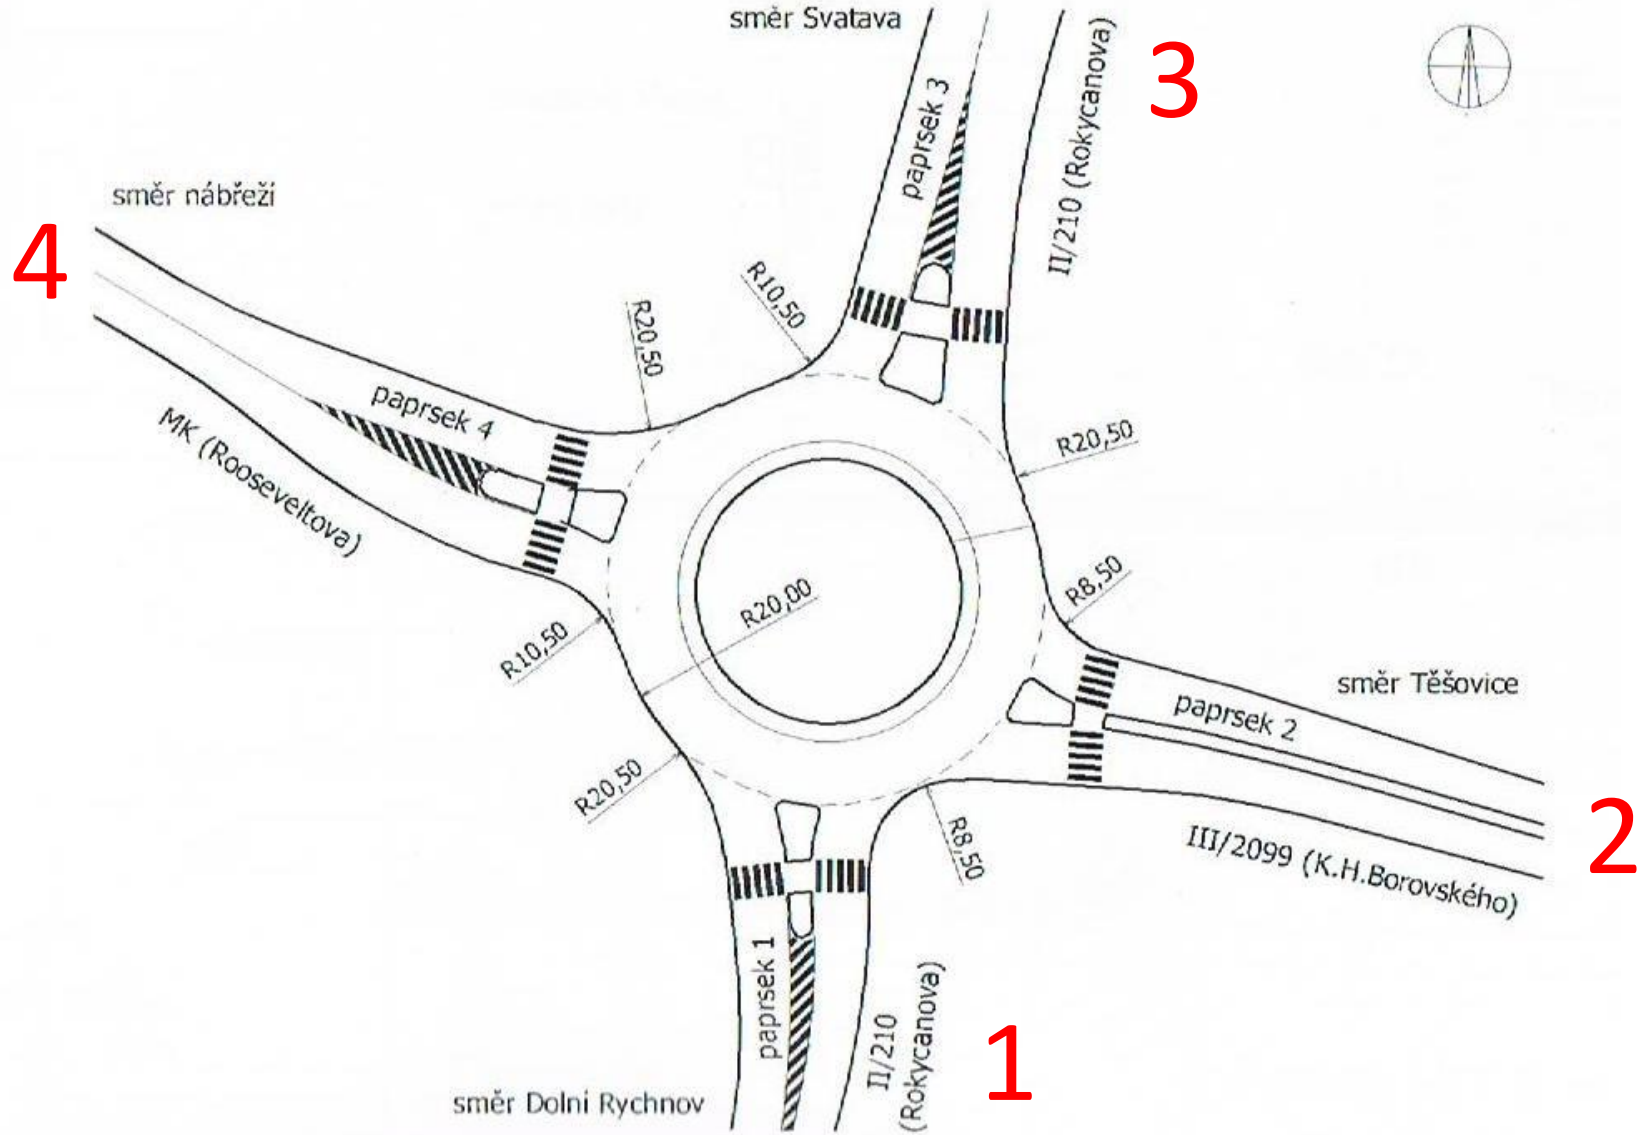 směr Svatava
3
paprsek 3
II/210 (Rokycanova)
směr nábřeží
4
R10,50
R20,50
paprsek 4
MK (Rooseveltova)
R20,50
R8,50
R20,00
R10,50
směr Těšovice
paprsek 2
2
R20,50
R8,50
III/2099 (K.H.Borovského)
paprsek 1
II/210
(Rokycanova)
1
směr Dolní Rychnov